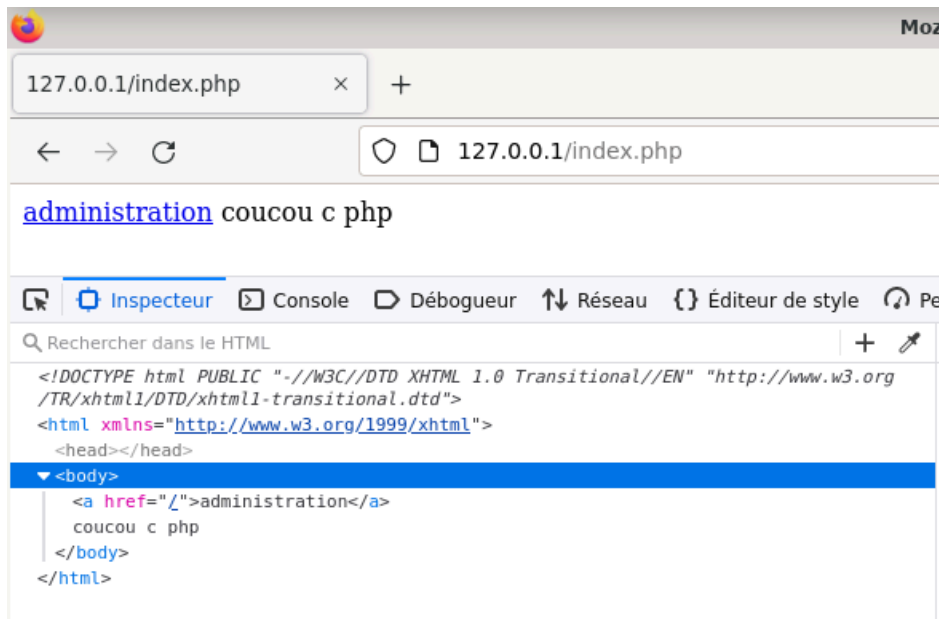 Moz
127.0.0.1/index.php × +
127.0.0.1/index.php
administration coucou c php
Inspecteur Console Débogueur Réseau {} Éditeur de style Pe
Rechercher dans le HTML +
<!DOCTYPE html PUBLIC "-//W3C//DTD XHTML 1.0 Transitional//EN" "http://www.w3.org
/TR/xhtml1/DTD/xhtml1-transitional.dtd">
<html xmlns="http://www.w3.org/1999/xhtml">
<head></head>
<body>
<a href="/">administration</a>
coucou c php
</body>
</html>